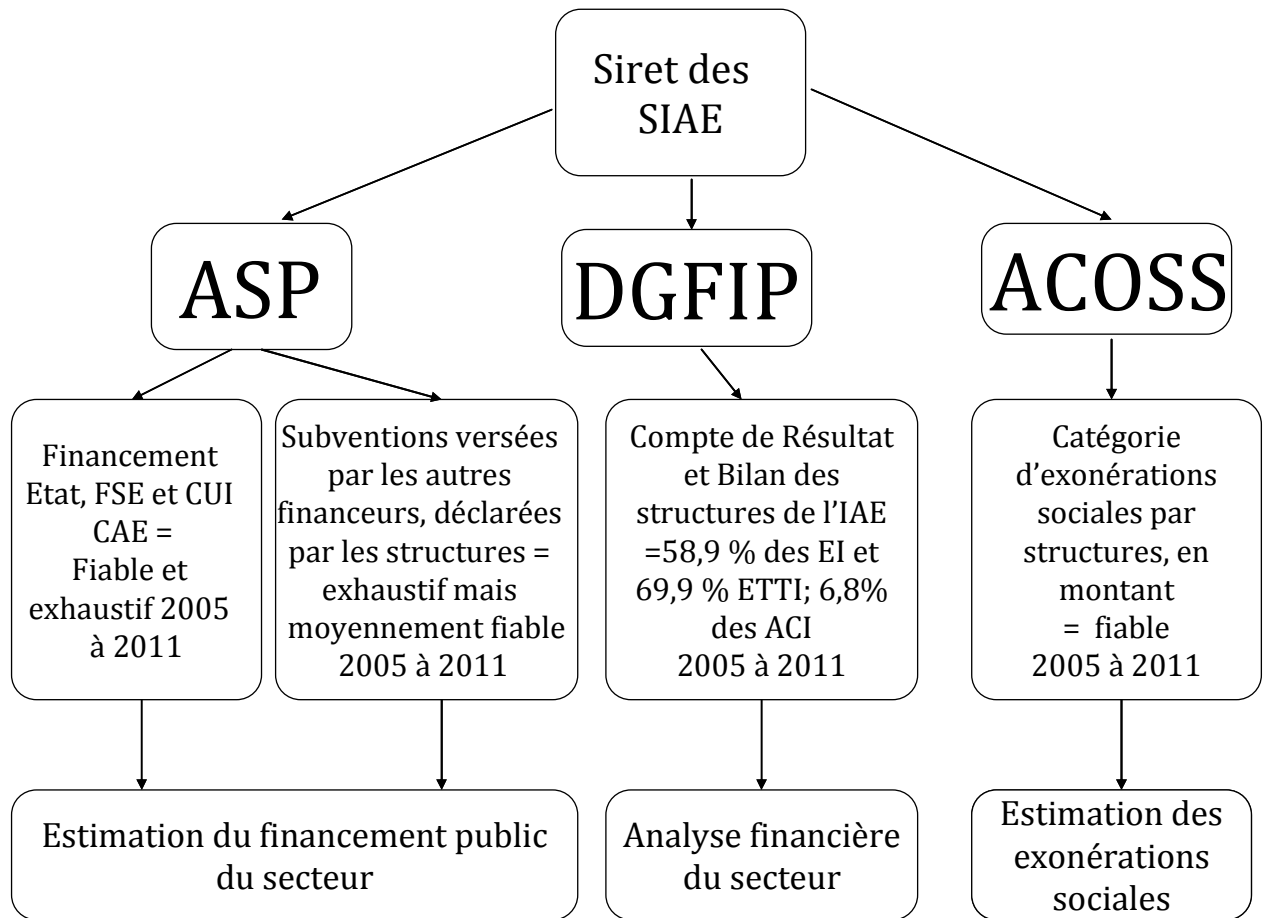 Siret des
SIAE
ASP
DGFIP
ACOSS
Financement
Etat, FSE et CUI
CAE =
Fiable et
exhaustif 2005
à 2011
Subventions versées
par les autres
financeurs, déclarées
par les structures =
exhaustif mais
moyennement fiable
2005 à 2011
Compte de Résultat
et Bilan des
structures de l’IAE
=58,9 % des EI et
69,9 % ETTI; 6,8%
des ACI
2005 à 2011
Catégorie
d’exonérations
sociales par
structures, en
montant
= fiable
2005 à 2011
Estimation du financement public
du secteur
Analyse financière
du secteur
Estimation des
exonérations
sociales